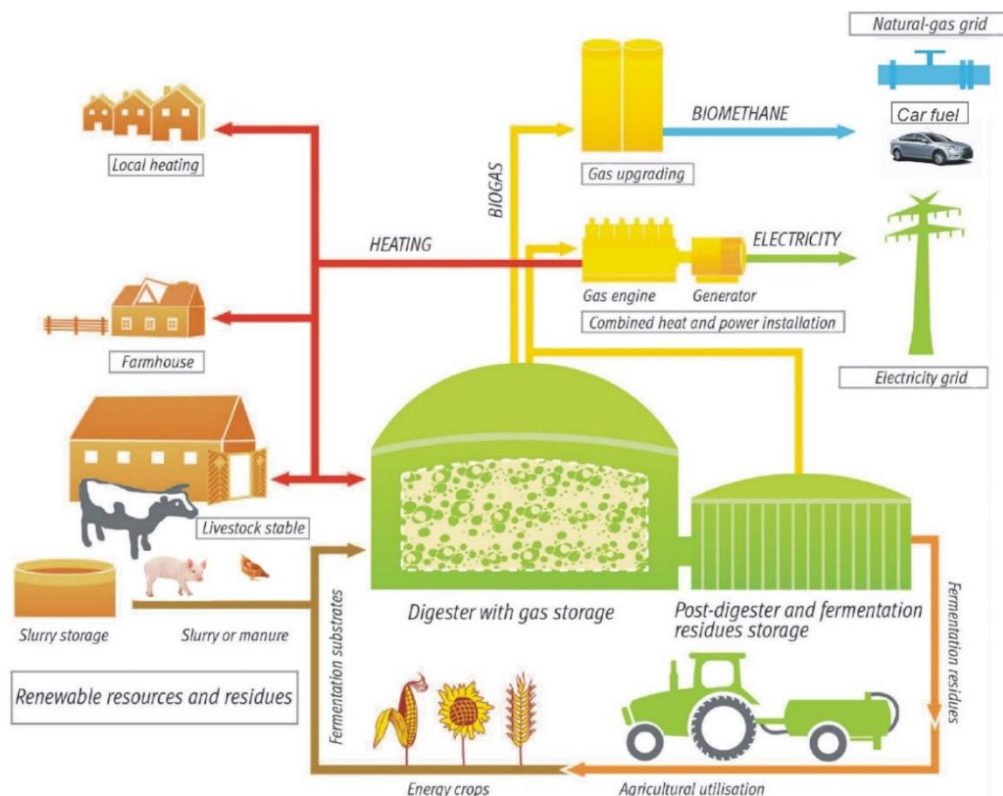 Natural-gas grid
Car fuel
BIOMETHANE
Gas upgrading
BIOGAS
Local heating
HEATING
ELECTRICITY
Gas engine
Generator
Combined heat and power installation
Electricity grid
Farmhouse
Livestock stable
Slurry storage
Slurry or manure
Renewable resources and residues
Fermentation substrates
Digester with gas storage
Post-digester and fermentation
residues storage
Fermentation residues
Energy crops
Agricultural utilisation